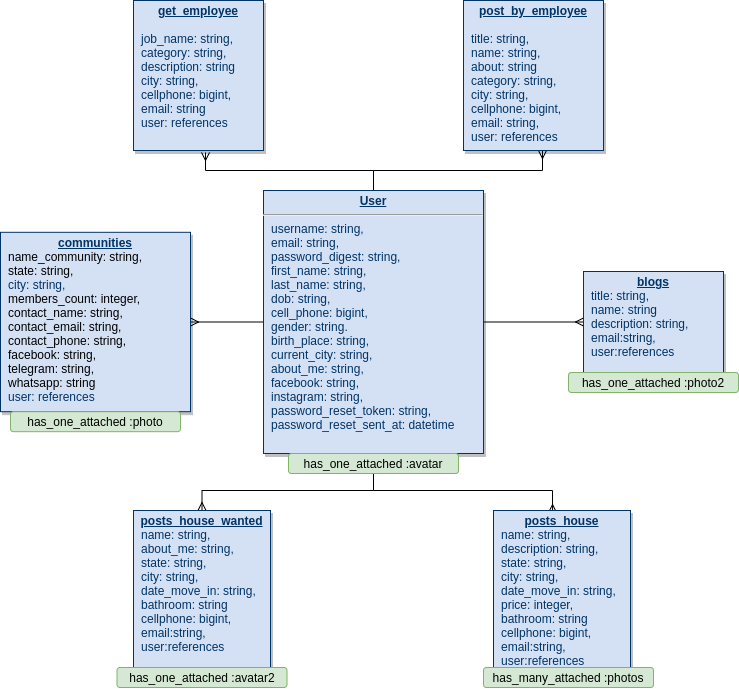 get_employee
job_name: string,
category: string,
description: string
city: string,
cellphone: bigint,
email: string
user: references
post_by_employee
title: string,
name: string,
about: string
category: string,
city: string,
cellphone: bigint,
email: string,
user: references
User
username: string,
email: string,
password_digest: string,
first_name: string,
last_name: string,
dob: string,
cell_phone: bigint,
gender: string.
birth_place: string,
current_city: string,
about_me: string,
facebook: string,
instagram: string,
password_reset_token: string,
password_reset_sent_at: datetime
has_one_attached :avatar
communities
name_community: string,
state: string,
city: string,
members_count: integer,
contact_name: string,
contact_email: string,
contact_phone: string,
facebook: string,
telegram: string,
whatsapp: string
user: references
has_one_attached :photo
blogs
title: string,
name: string
description: string,
email:string,
user:references
has_one_attached :photo2
posts_house_wanted
name: string,
about_me: string,
state: string,
city: string,
date_move_in: string,
bathroom: string
cellphone: bigint,
email:string,
user:references
has_one_attached :avatar2
posts_house
name: string,
description: string,
state: string,
city: string,
date_move_in: string,
price: integer,
bathroom: string
cellphone: bigint,
email:string,
user:references
has_many_attached :photos